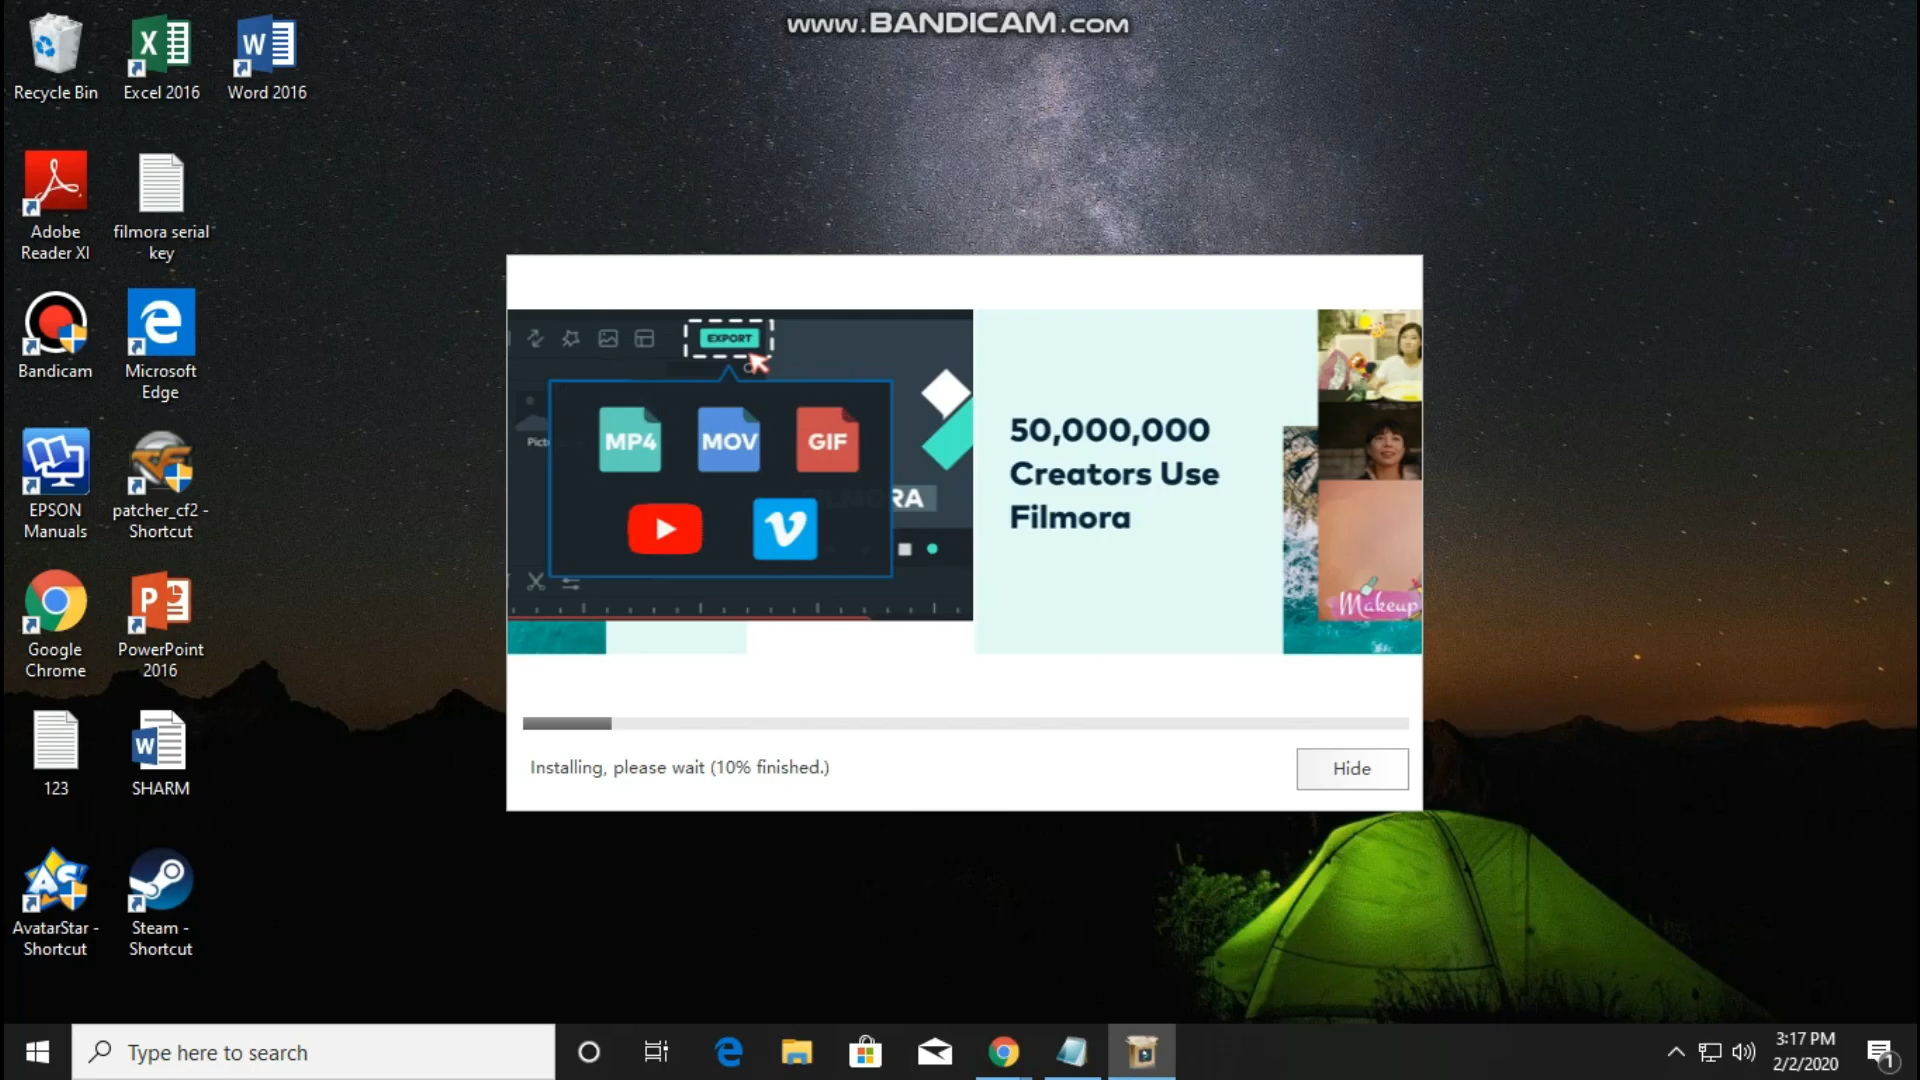 www.BANDICAM.com
Recycle Bin
Excel 2016
Word 2016
Adobe
Reader XI
filmora serial
key
Bandicam
Microsoft
Edge
EPSON
Manuals
patcher_cf2 -
Shortcut
Google
Chrome
PowerPoint
2016
123
SHARM
AvatarStar -
Shortcut
Steam -
Shortcut
EXPORT
MP4
MOV
GIF
RA
50,000,000
Creators Use
Filmora
Makeup
Installing, please wait (10% finished.)
Hide
Type here to search
3:17 PM
2/2/2020
1